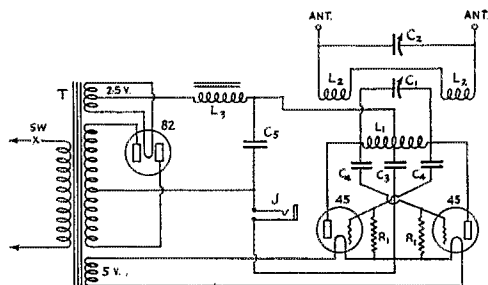 ANT. ANT.
C2
L2 L2
T 2.5 V. C1
L3
82 L1
SW
X C5 C4 C3 C4
J
45 45
R1 R1
5 V.